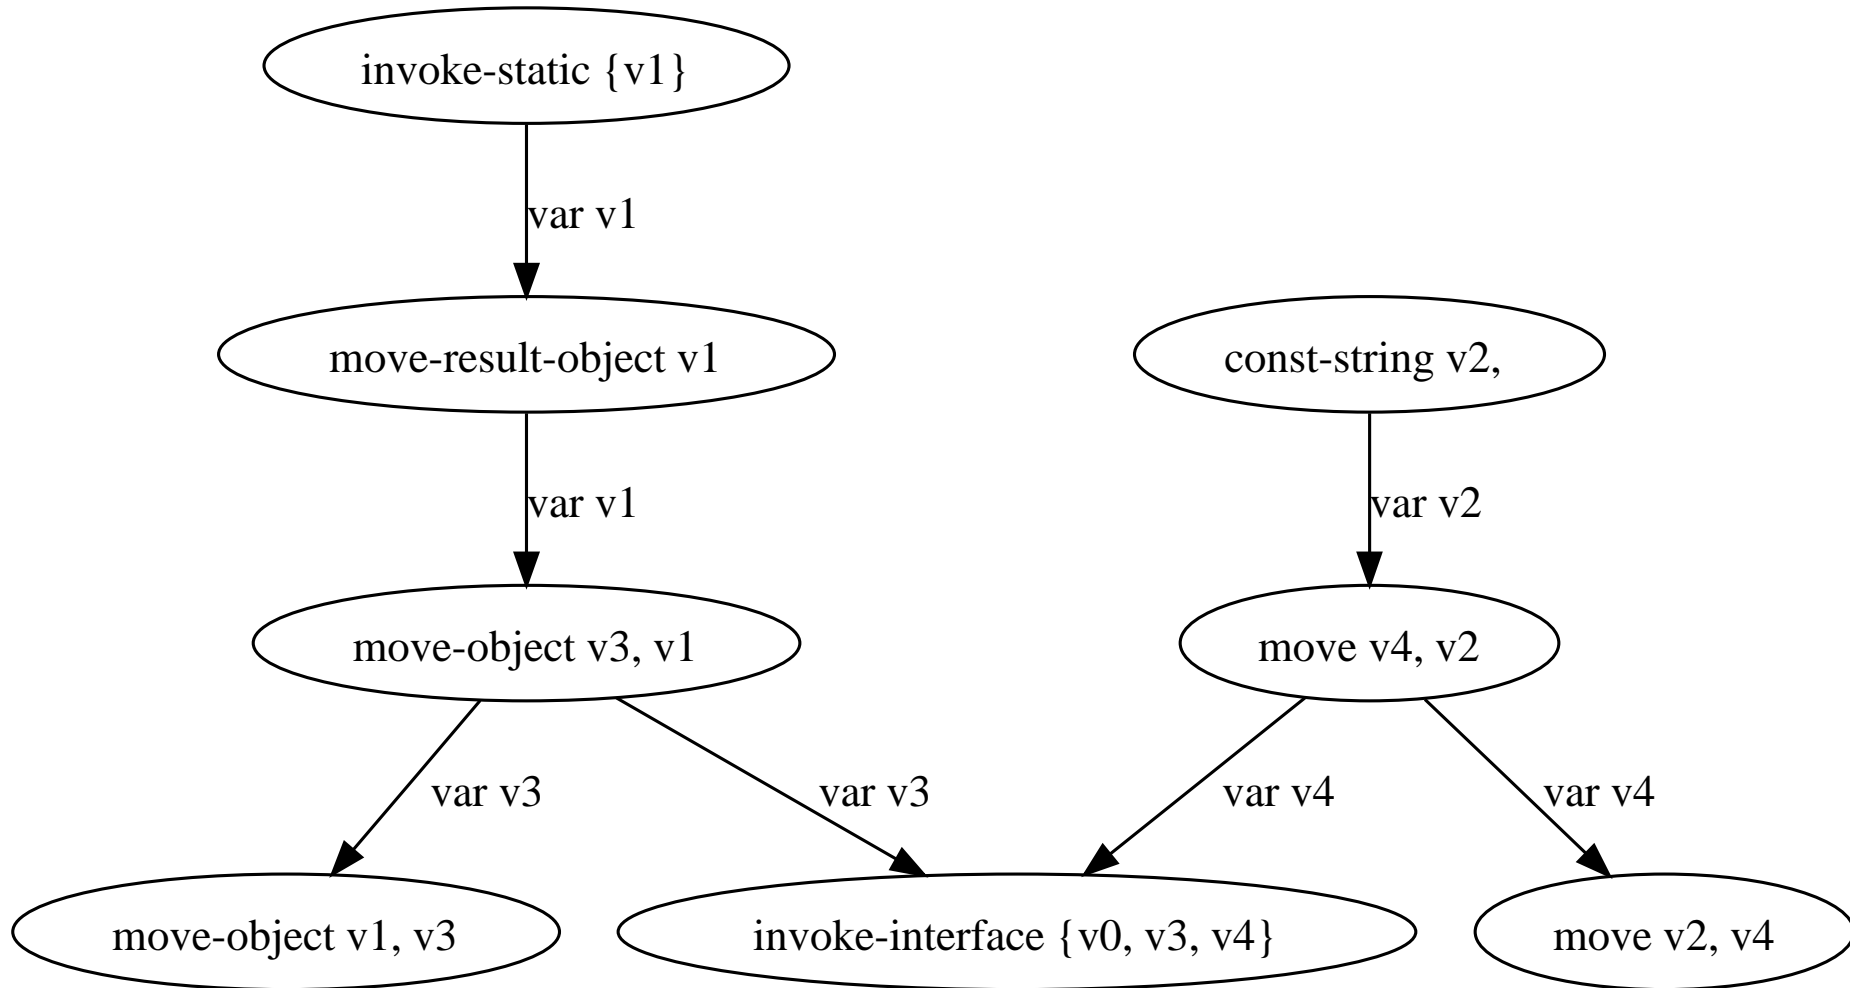 invoke-static {v1}
var v1
move-result-object v1
const-string v2,
var v1
var v2
move-object v3, v1
move v4, v2
var v3
var v3
var v4
var v4
move-object v1, v3
invoke-interface {v0, v3, v4}
move v2, v4